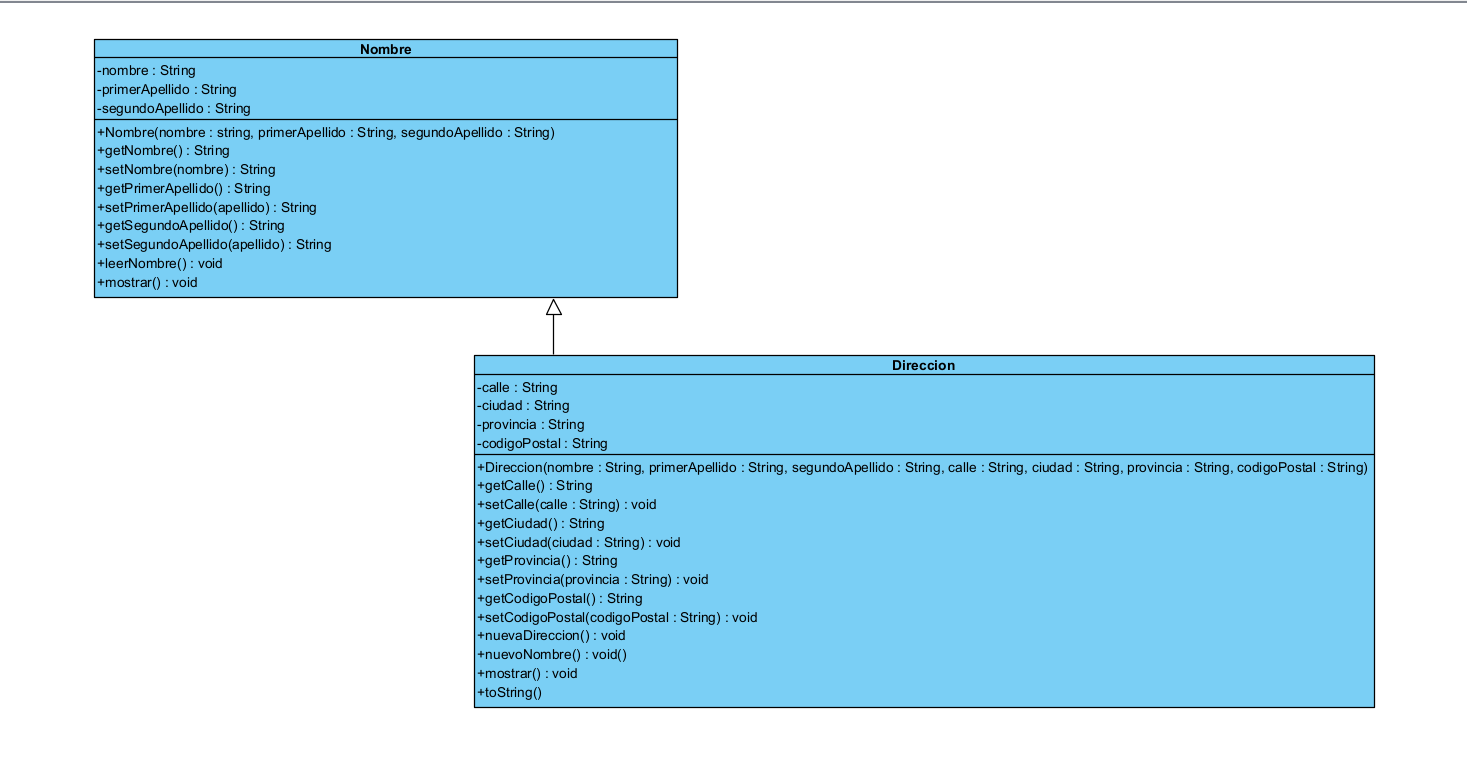 Nombre
-nombre : String
-primerApellido : String
-segundoApellido : String
+Nombre(nombre : string, primerApellido : String, segundoApellido : String)
+getNombre() : String
+setNombre(nombre) : String
+getPrimerApellido() : String
+setPrimerApellido(apellido) : String
+getSegundoApellido() : String
+setSegundoApellido(apellido) : String
+leerNombre() : void
+mostrar() : void
Direccion
-calle : String
-ciudad : String
-provincia : String
-codigoPostal : String
+Direccion(nombre : String, primerApellido : String, segundoApellido : String, calle : String, ciudad : String, provincia : String, codigoPostal : String)
+getCalle() : String
+setCalle(calle : String) : void
+getCiudad() : String
+setCiudad(ciudad : String) : void
+getProvincia() : String
+setProvincia(provincia : String) : void
+getCodigoPostal() : String
+setCodigoPostal(codigoPostal : String) : void
+nuevaDireccion() : void
+nuevoNombre() : void()
+mostrar() : void
+toString()